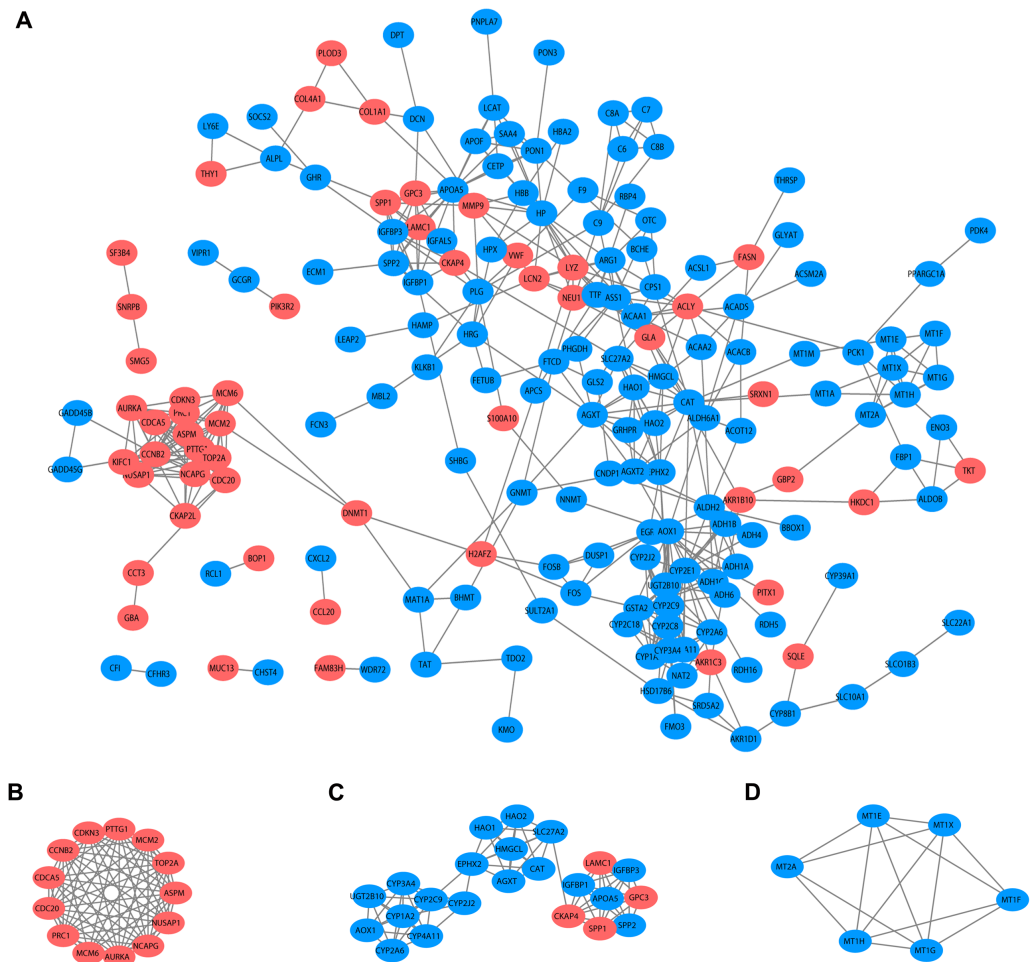 A
PNPLA7
DPT
PON3
PLOD3
COL4A1
COL1A1
LCAT
C8A
C7
SOCS2
LY6E
DCN
SAA4
HBA2
APOF
PON1
C6
C8B
ALPL
CETP
THY1
GHR
APOA5
HBB
F9
RBP4
THRSP
SPP1
GPC3
MMP9
HP
C9
OTC
LAMC1
GLYAT
PDK4
SF3B4
IGFBP3
IGFALS
BCHE
VIPR1
HPX
VWF
ARG1
FASN
ECM1
SPP2
CKAP4
LYZ
ACSL1
ACSM2A
PPARGC1A
GCGR
IGFBP1
LCN2
CPS1
PLG
NEU1
TTP
ASS1
SNRPB
PIK3R2
ACLY
ACADS
ACAA1
HAMP
HRG
GLA
LEAP2
ACAA2
MT1E
MT1F
PHGDH
ACACB
MT1M
PCK1
SMG5
FTCD
SLC27A2
MT1X
KLKB1
HMGCL
MT1G
FETUB
GLS2
HAO1
APCS
CAT
SRXN1
MT1A
MT1H
CDKN3
MCM6
MBL2
AURKA
PRC1
GADD45B
AGXT
MT2A
CDCA5
MCM2
S100A10
HAO2
ALDH6A1
FCN3
GRHPR
ACOT12
ENO3
ASPM
CCNB2
PTTG1
TOP2A
KIFC1
SHBG
FBP1
GADD45G
NUSAP1
NCAPG
CNDP1
AGXT2
PHX2
TKT
CDC20
GBP2
GNMT
NNMT
AKR1B10
HKDC1
ALDOB
CKAP2L
DNMT1
ALDH2
EGR
AOX1
ADH1B
BBOX1
ADH4
H2AFZ
DUSP1
CYP2J2
BOP1
CXCL2
FOSB
CCT3
RCL1
CYP2E1
ADH1A
CYP39A1
UGT2B10
ADH1C
FOS
PITX1
MAT1A
BHMT
ADH6
GSTA2
CYP2C9
CCL20
GBA
SULT2A1
CYP2C18
CYP2C8
RDH5
SLC22A1
CYP2A6
CYP3A4
A11
CYP1A
SQLE
TDO2
AKR1C3
SLCO1B3
CFI
MUC13
FAM83H
TAT
RDH16
CFHR3
CHST4
WDR72
NAT2
HSD17B6
SLC10A1
SRD5A2
CYP8B1
KMO
FMO3
AKR1D1
B
PTTG1
CDKN3
MCM2
CCNB2
TOP2A
CDCA5
ASPM
CDC20
NUSAP1
PRC1
NCAPG
MCM6
AURKA
C
HAO2
HAO1
SLC27A2
HMGCL
EPHX2
CAT
LAMC1
IGFBP3
AGXT
CYP3A4
IGFBP1
UGT2B10
CYP2C9
CYP2J2
APOA5
GPC3
CYP1A2
CKAP4
AOX1
SPP1
SPP2
CYP4A11
CYP2A6
D
MT1E
MT1X
MT2A
MT1F
MT1H
MT1G